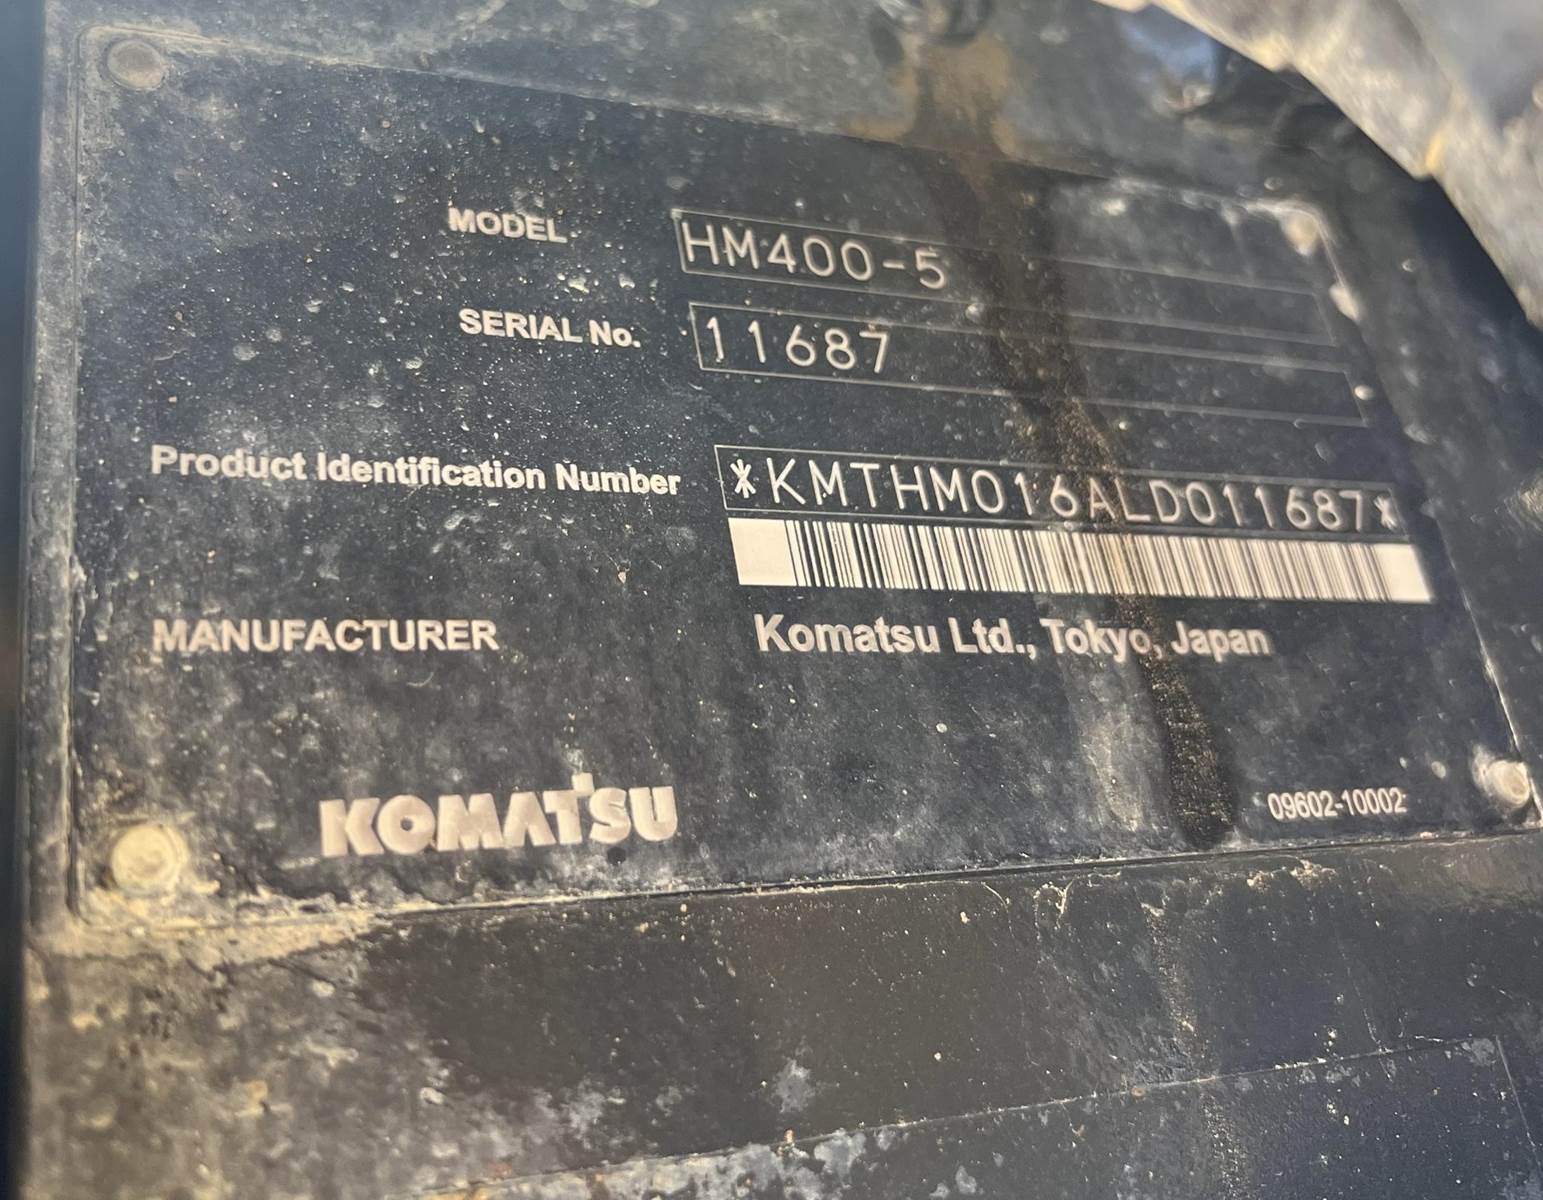 MODEL HM400-5
SERIAL No. 11687
Product Identification Number *KMTHM016ALD011687*
MANUFACTURER Komatsu Ltd., Tokyo, Japan
KOMATSU
09602-10002